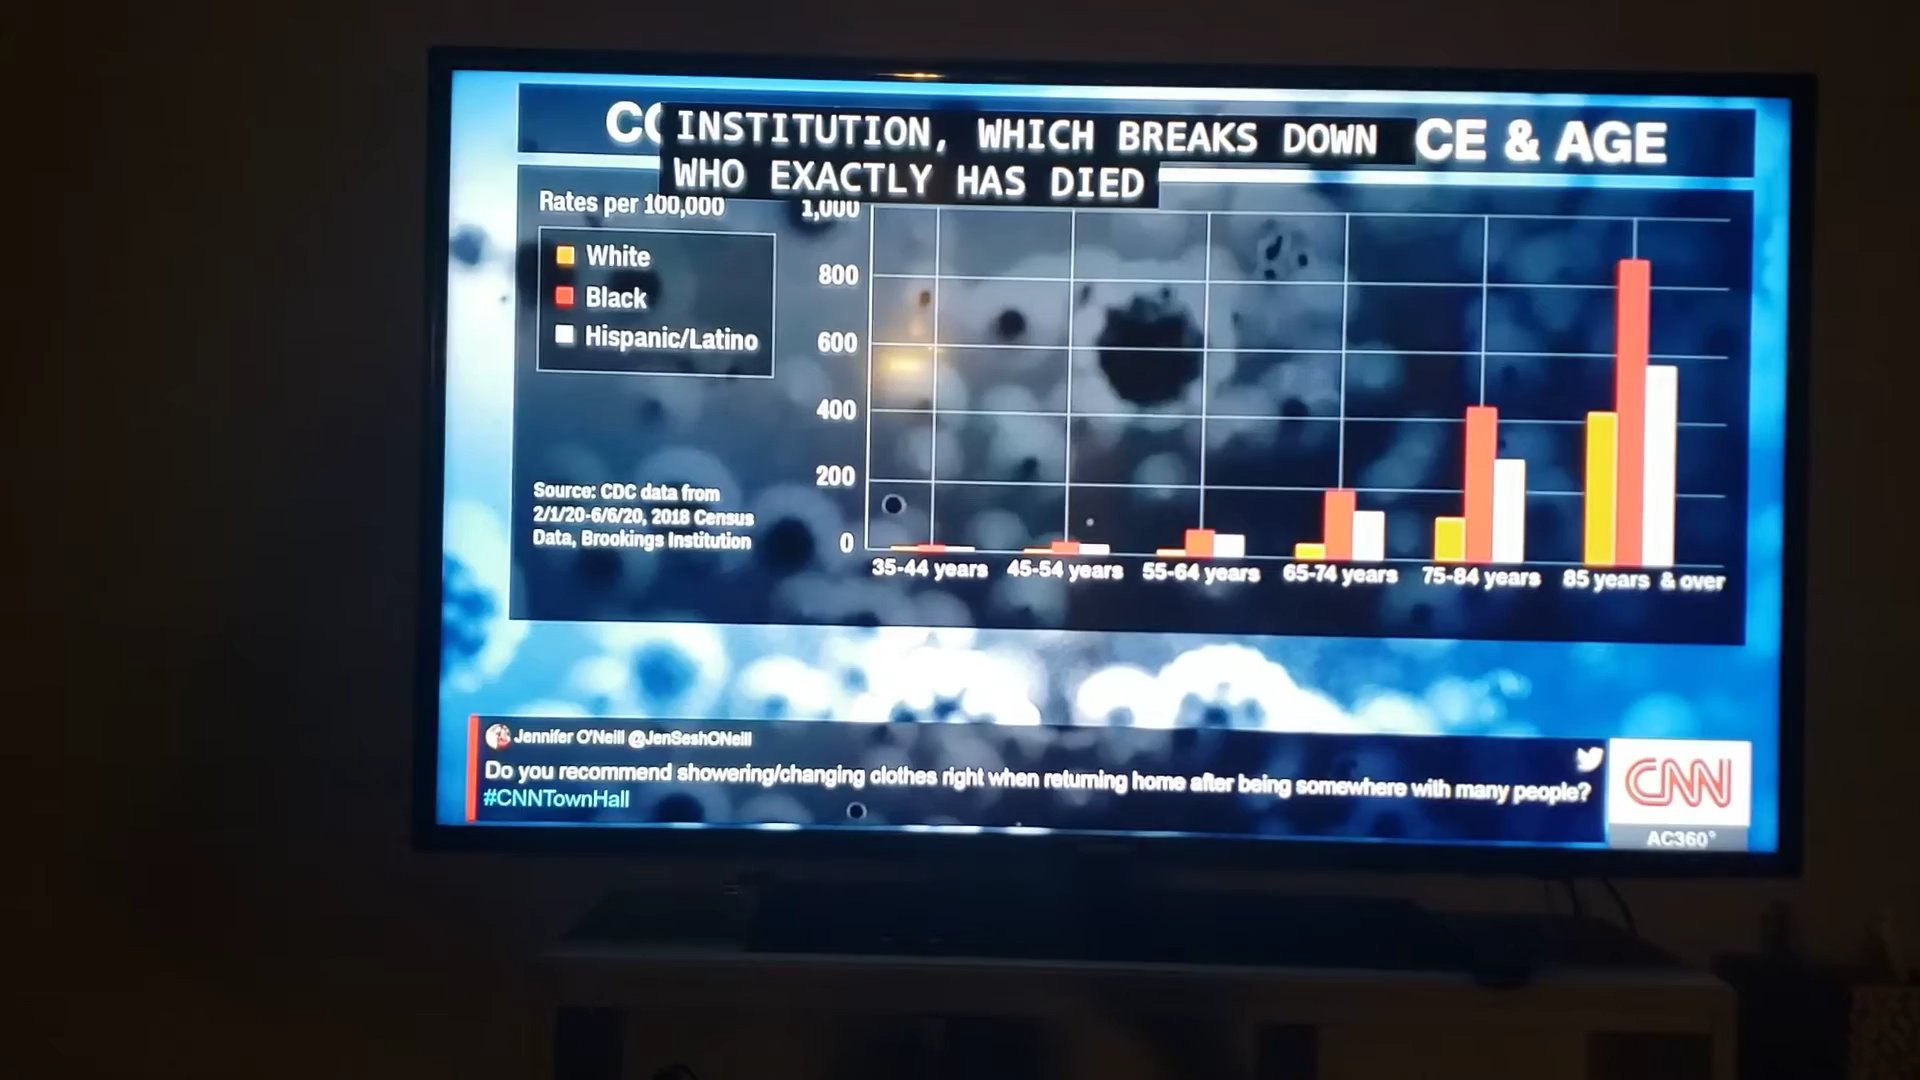 INSTITUTION, WHICH BREAKS DOWN
WHO EXACTLY HAS DIED
CE & AGE
Rates per 100,000
White
Black
Hispanic/Latino
1,000
800
600
400
200
0
35-44 years 45-54 years 55-64 years 65-74 years 75-84 years 85 years & over
Source: CDC data from
2/1/20-6/6/20, 2018 Census
Data, Brookings Institution
Jennifer O'Neill @JenSeshONeill
Do you recommend showering/changing clothes right when returning home after being somewhere with many people?
#CNNTownHall
CNN
AC360°